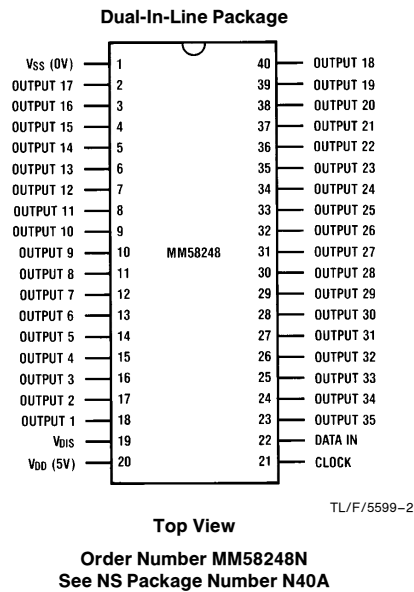 Dual-In-Line Package
VSS (0V) 1 40 OUTPUT 18
OUTPUT 17 2 39 OUTPUT 19
OUTPUT 16 3 38 OUTPUT 20
OUTPUT 15 4 37 OUTPUT 21
OUTPUT 14 5 36 OUTPUT 22
OUTPUT 13 6 35 OUTPUT 23
OUTPUT 12 7 34 OUTPUT 24
OUTPUT 11 8 33 OUTPUT 25
OUTPUT 10 9 32 OUTPUT 26
OUTPUT 9 10 MM58248 31 OUTPUT 27
OUTPUT 8 11 30 OUTPUT 28
OUTPUT 7 12 29 OUTPUT 29
OUTPUT 6 13 28 OUTPUT 30
OUTPUT 5 14 27 OUTPUT 31
OUTPUT 4 15 26 OUTPUT 32
OUTPUT 3 16 25 OUTPUT 33
OUTPUT 2 17 24 OUTPUT 34
OUTPUT 1 18 23 OUTPUT 35
VDIS 19 22 DATA IN
VDD (5V) 20 21 CLOCK
TL/F/5599–2
Top View
Order Number MM58248N
See NS Package Number N40A